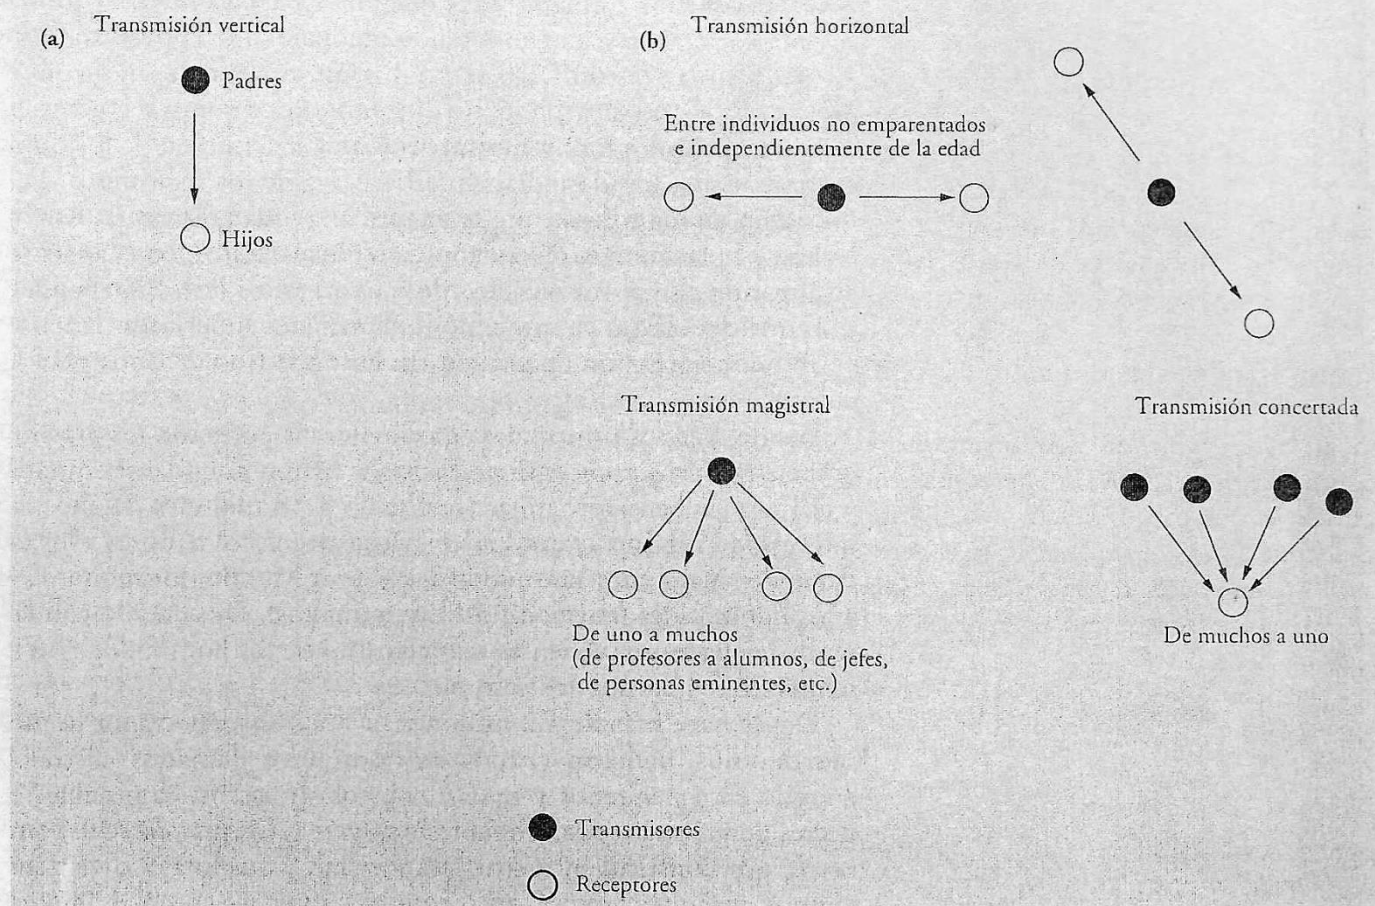 (a) Transmisión vertical
Padres
Hijos
(b) Transmisión horizontal
Entre individuos no emparentados
e independientemente de la edad
Transmisión magistral
De uno a muchos
(de profesores a alumnos, de jefes,
de personas eminentes, etc.)
Transmisión concertada
De muchos a uno
Transmisores
Receptores